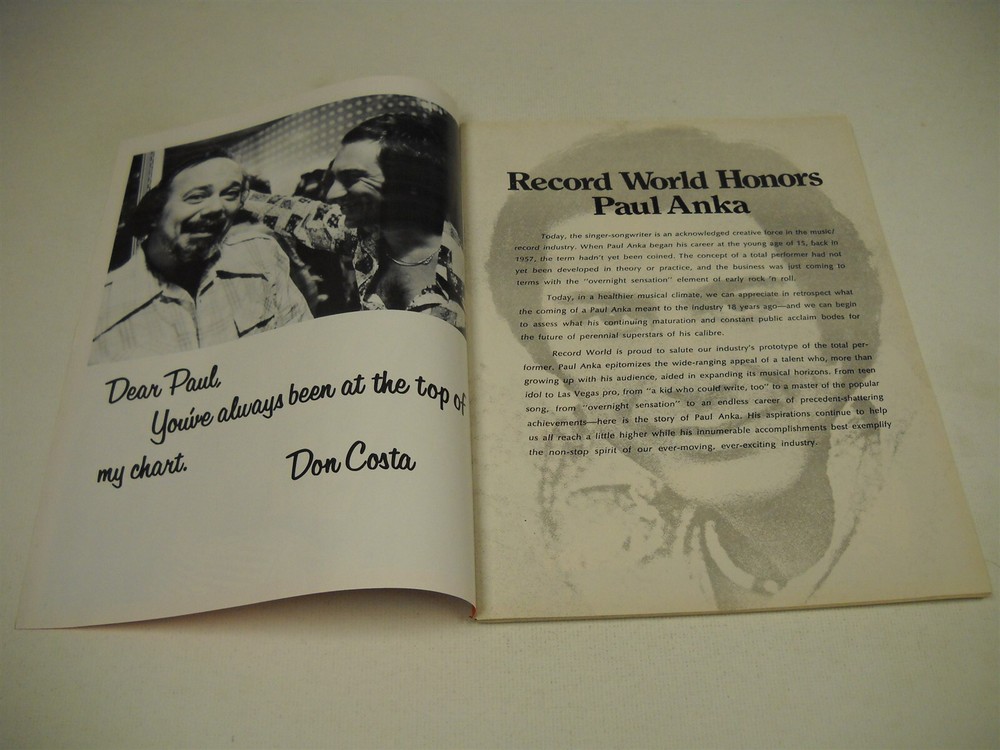 Dear Paul,
You've always been at the top of
my chart.
Don Costa
Record World Honors
Paul Anka
Today, the singer-songwriter is an acknowledged creative force in the music/
record industry. When Paul Anka began his career at the young age of 15, back in
1957, the term hadn't yet been coined. The concept of a total performer had not
yet been developed in theory or practice, and the business was just coming to
terms with the "overnight sensation" element of early rock 'n roll.
Today, in a healthier musical climate, we can appreciate in retrospect what
the coming of a Paul Anka meant to the industry 18 years ago—and we can begin
to assess what his continuing maturation and constant public acclaim bodes for
the future of perennial superstars of his calibre.
Record World is proud to salute our industry's prototype of the total per-
former. Paul Anka epitomizes the wide-ranging appeal of a talent who, more than
growing up with his audience, aided in expanding its musical horizons. From teen
idol to Las Vegas pro, from "a kid who could write, too" to a master of the popular
song, from "overnight sensation" to an endless career of precedent-shattering
achievements—here is the story of Paul Anka. His aspirations continue to help
us all reach a little higher while his innumerable accomplishments best exemplify
the non-stop spirit of our ever-moving, ever-exciting industry.